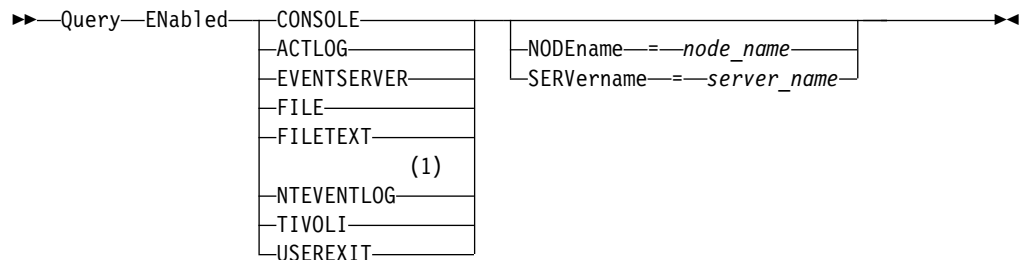 Query ENabled CONSOLE
ACTLOG NODEname = node_name
EVENTSERVER SERVername = server_name
FILE
FILETEXT
(1)
NTEVENTLOG
TIVOLI
USEREXIT